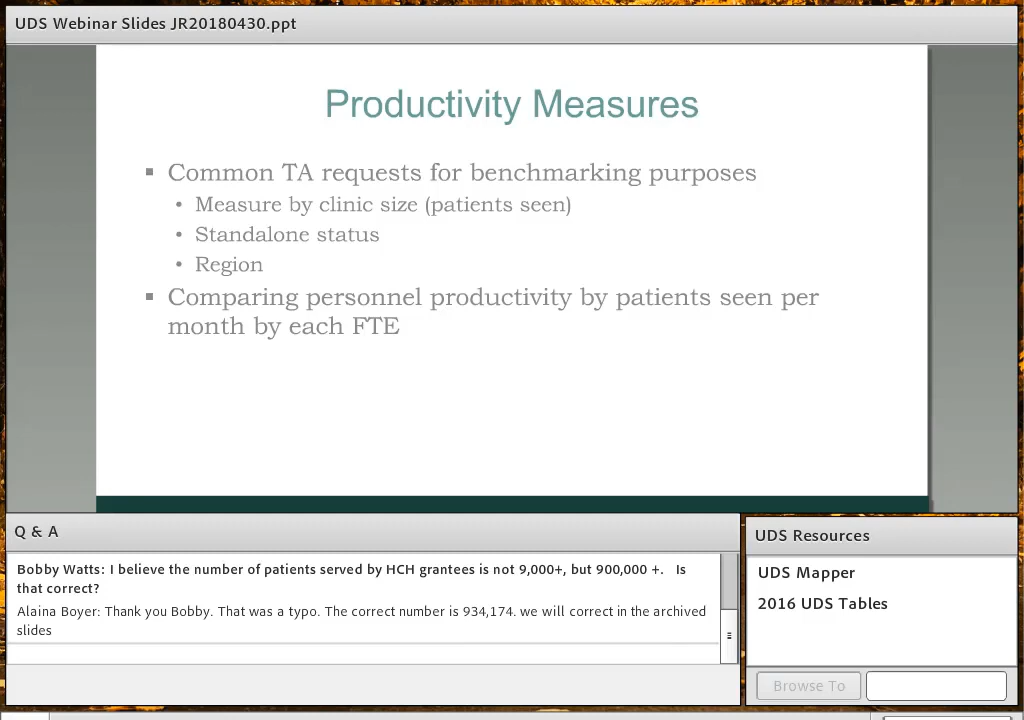 UDS Webinar Slides JR20180430.ppt
Productivity Measures
▪ Common TA requests for benchmarking purposes
• Measure by clinic size (patients seen)
• Standalone status
• Region
▪ Comparing personnel productivity by patients seen per
month by each FTE
Q & A
Bobby Watts: I believe the number of patients served by HCH grantees is not 9,000+, but 900,000 +.   Is
that correct?
Alaina Boyer: Thank you Bobby. That was a typo. The correct number is 934,174. we will correct in the archived
slides
UDS Resources
UDS Mapper
2016 UDS Tables
Browse To